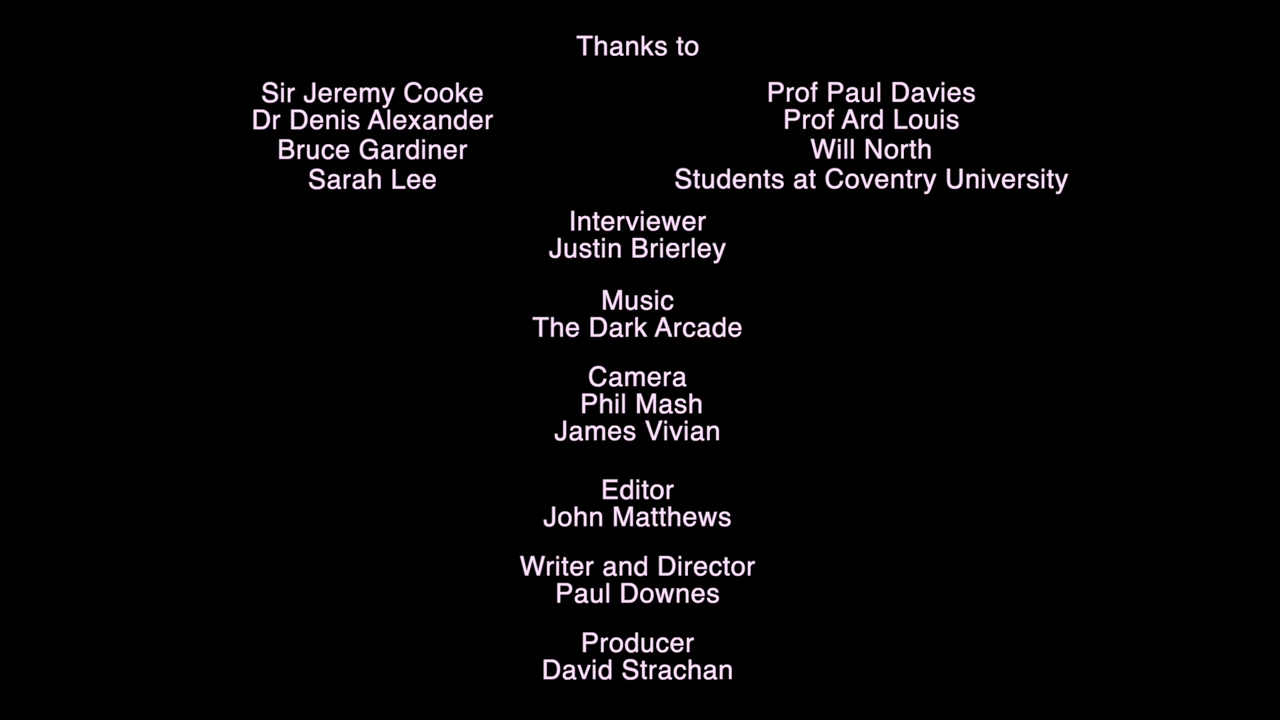 Thanks to
Sir Jeremy Cooke
Dr Denis Alexander
Bruce Gardiner
Sarah Lee
Prof Paul Davies
Prof Ard Louis
Will North
Students at Coventry University
Interviewer
Justin Brierley
Music
The Dark Arcade
Camera
Phil Mash
James Vivian
Editor
John Matthews
Writer and Director
Paul Downes
Producer
David Strachan